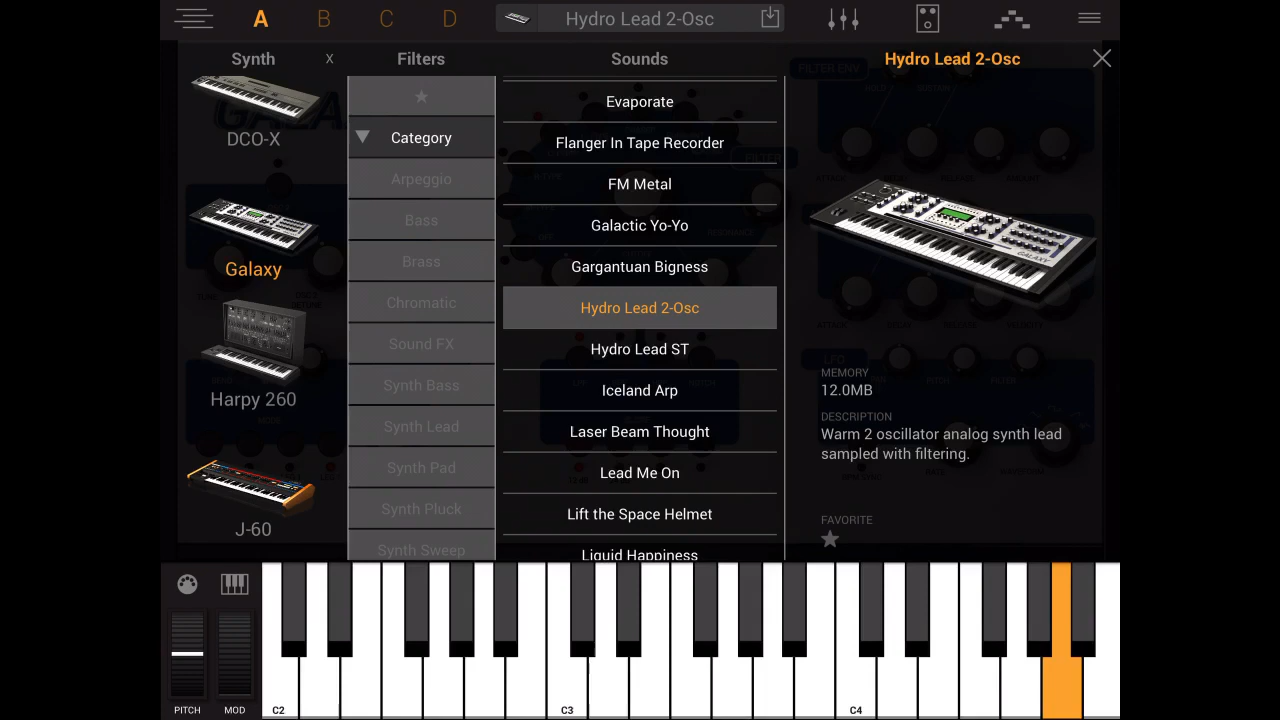 A B C D Hydro Lead 2-Osc
Synth X
DCO-X
Galaxy
Harpy 260
J-60
Filters
Category
Arpeggio
Bass
Brass
Chromatic
Sound FX
Synth Bass
Synth Lead
Synth Pad
Synth Pluck
Synth Sweep
Sounds
Evaporate
Flanger In Tape Recorder
FM Metal
Galactic Yo-Yo
Gargantuan Bigness
Hydro Lead 2-Osc
Hydro Lead ST
Iceland Arp
Laser Beam Thought
Lead Me On
Lift the Space Helmet
Liquid Happiness
Hydro Lead 2-Osc
FILTER ENV
GALAXY
MEMORY
12.0MB
DESCRIPTION
Warm 2 oscillator analog synth lead
sampled with filtering.
FAVORITE
PITCH MOD C2 C3 C4